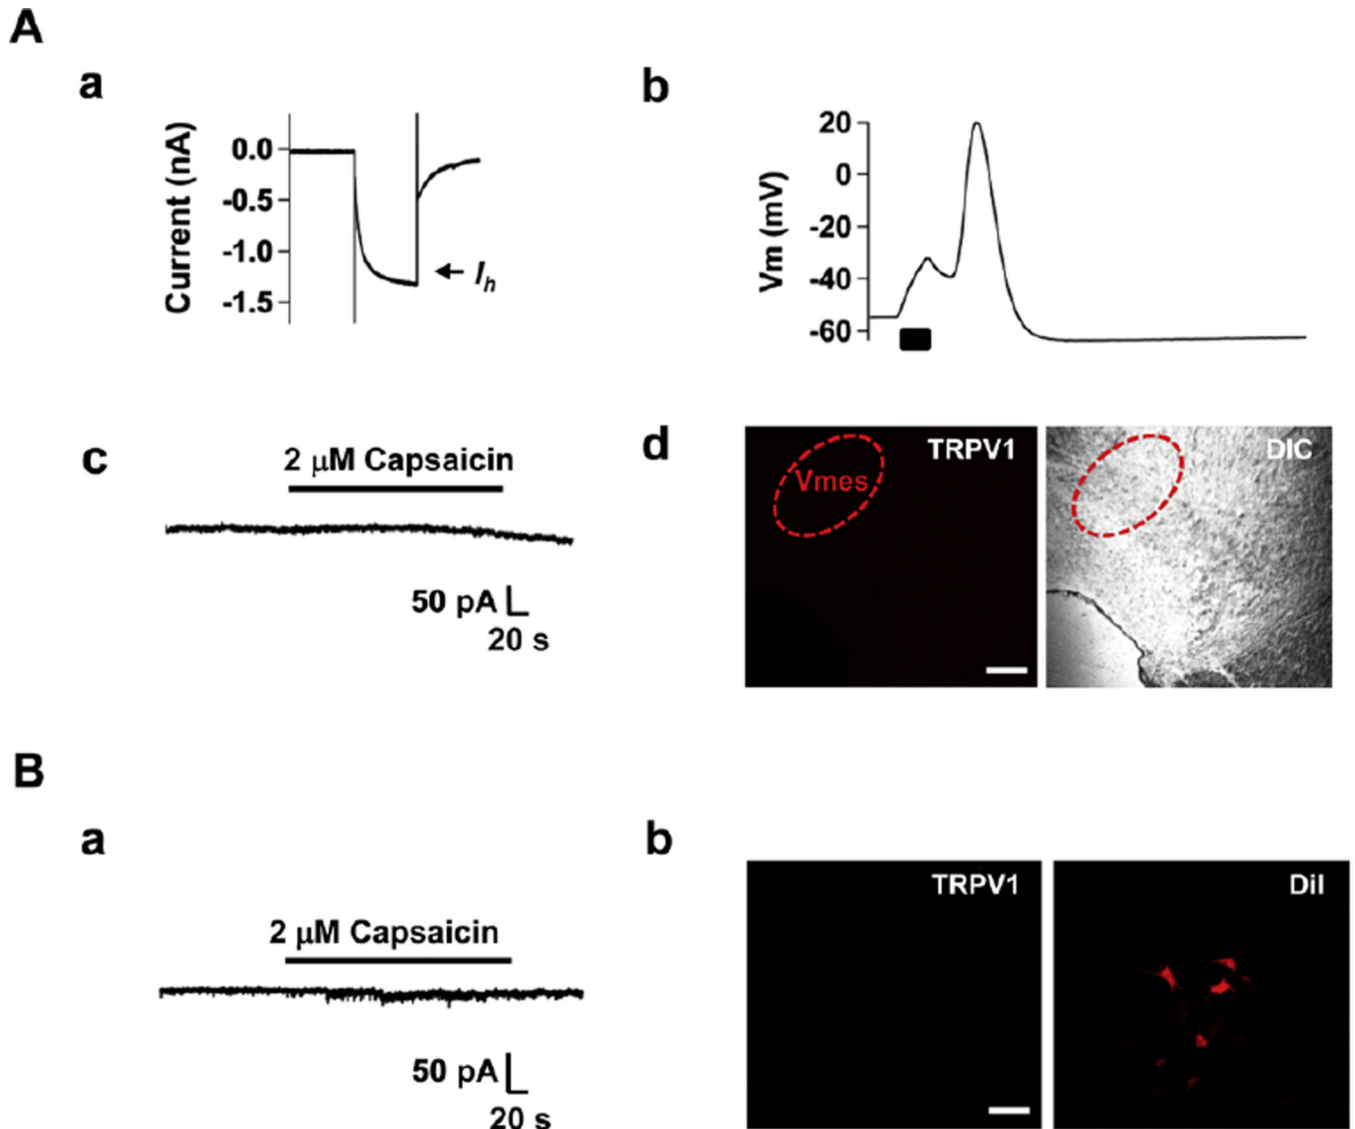 A
a
b
Current (nA)
0.0
-0.5
-1.0
-1.5
Ih
Vm (mV)
20
0
-20
-40
-60
c
2 μM Capsaicin
50 pA
20 s
d
TRPV1
Vmes
DIC
B
a
2 μM Capsaicin
50 pA
20 s
b
TRPV1
DiI